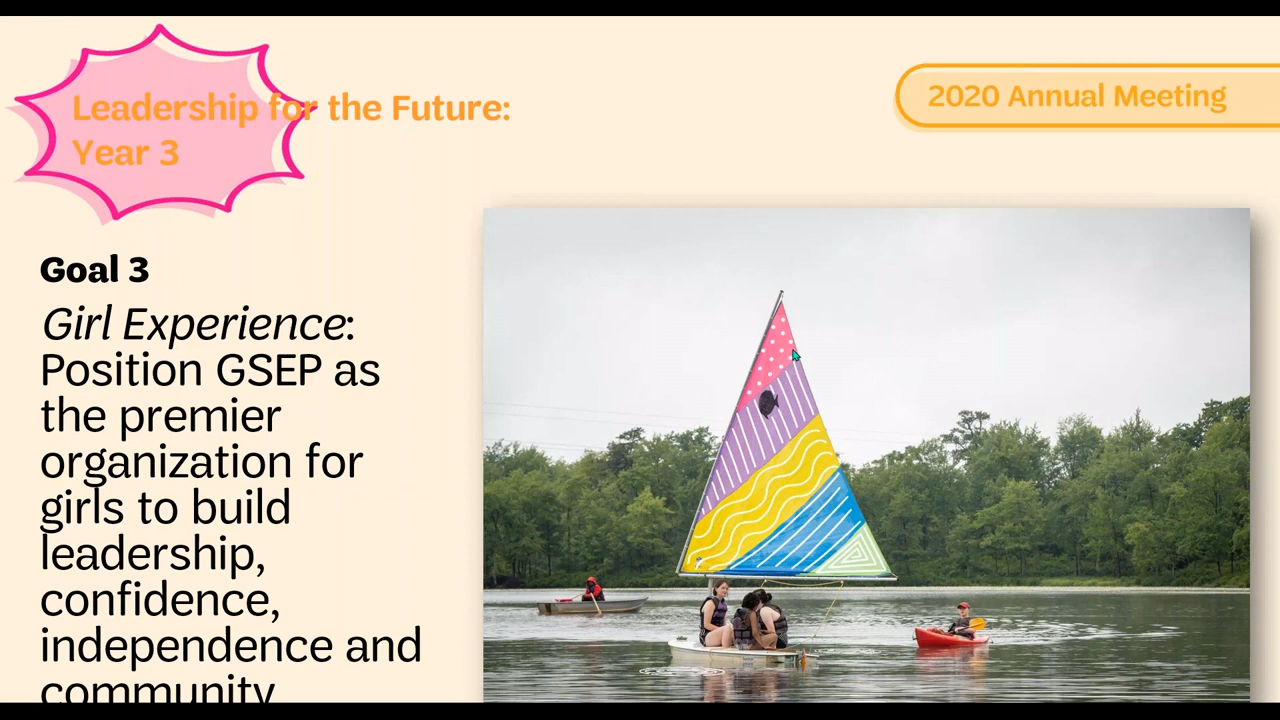 Leadership for the Future:
Year 3
2020 Annual Meeting
Goal 3
Girl Experience:
Position GSEP as
the premier
organization for
girls to build
leadership,
confidence,
independence and
community